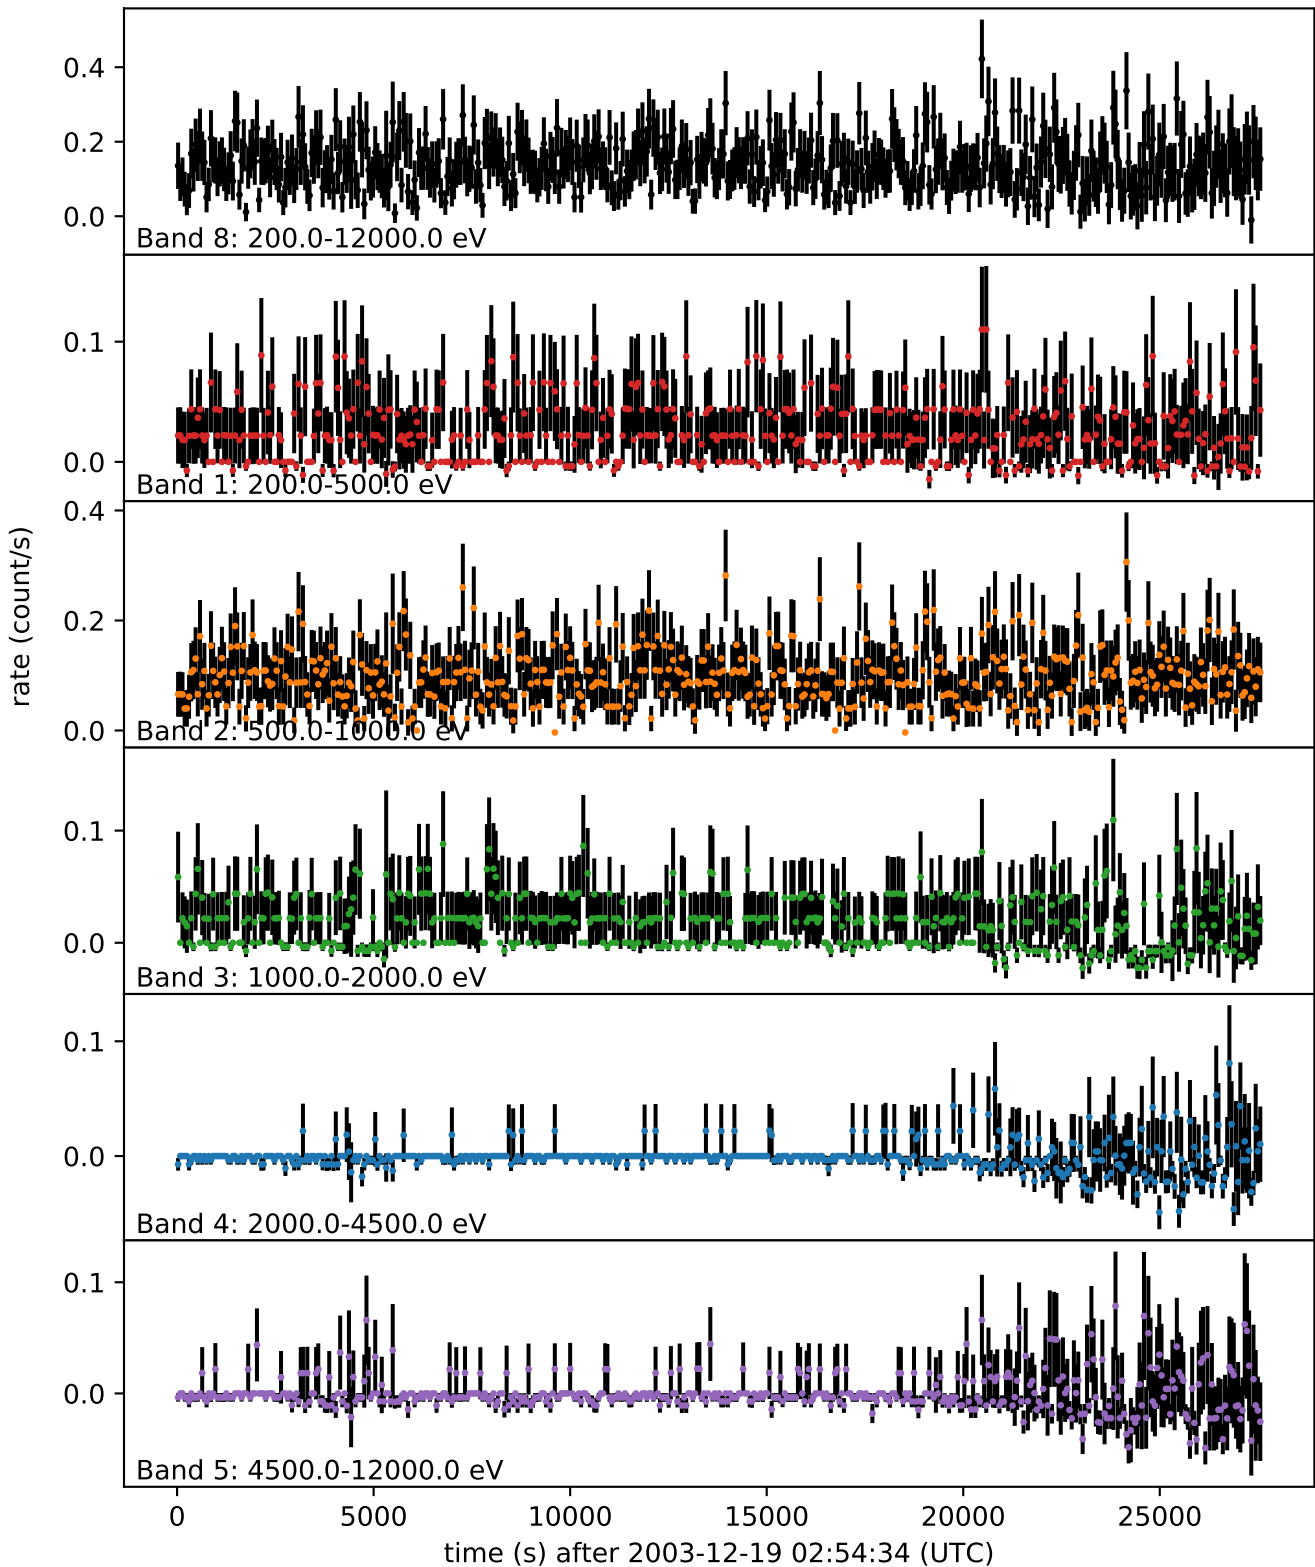 0.4
0.2
0.0
Band 8: 200.0-12000.0 eV
0.1
0.0
Band 1: 200.0-500.0 eV
0.4
0.2
0.0
Band 2: 500.0-1000.0 eV
rate (count/s)
0.1
0.0
Band 3: 1000.0-2000.0 eV
0.1
0.0
Band 4: 2000.0-4500.0 eV
0.1
0.0
Band 5: 4500.0-12000.0 eV
0 5000 10000 15000 20000 25000
time (s) after 2003-12-19 02:54:34 (UTC)